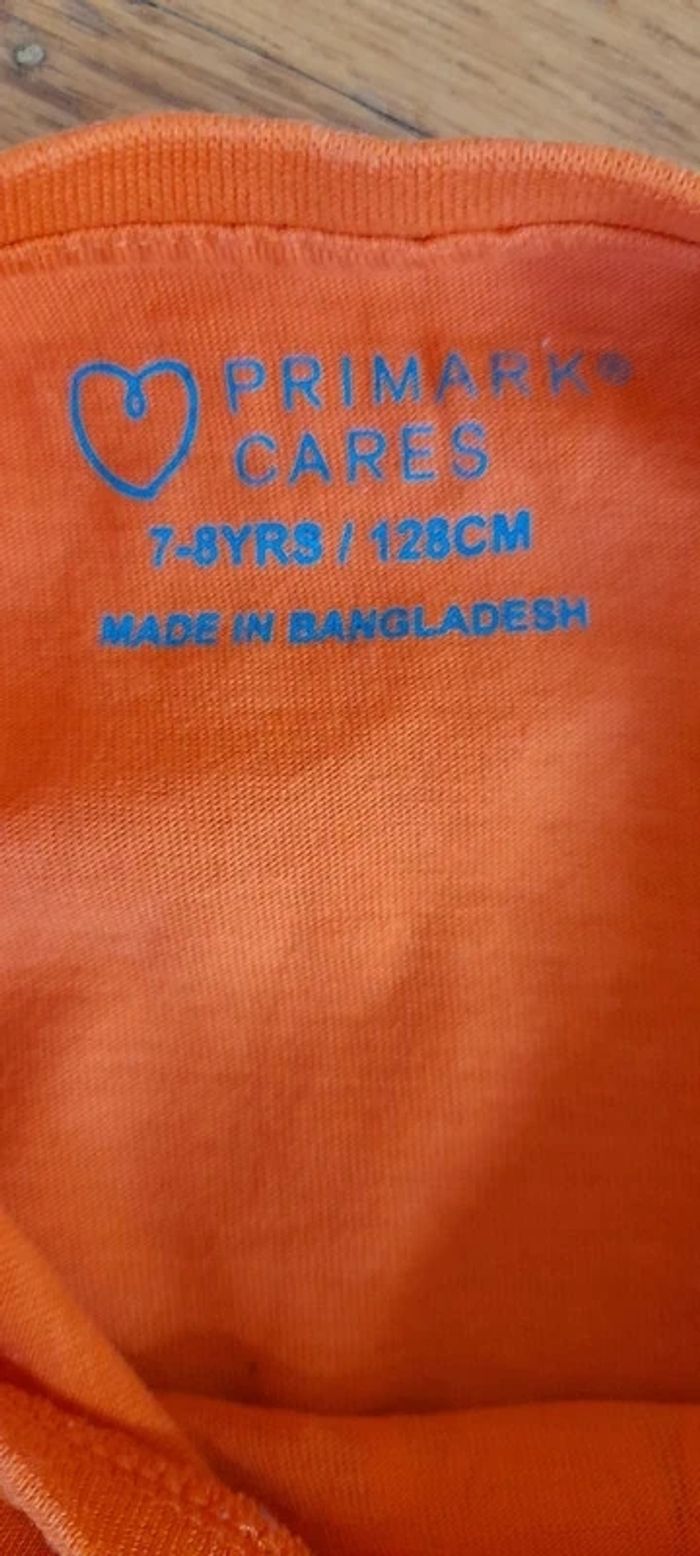 PRIMARK®
CARES
7-8YRS / 128CM
MADE IN BANGLADESH